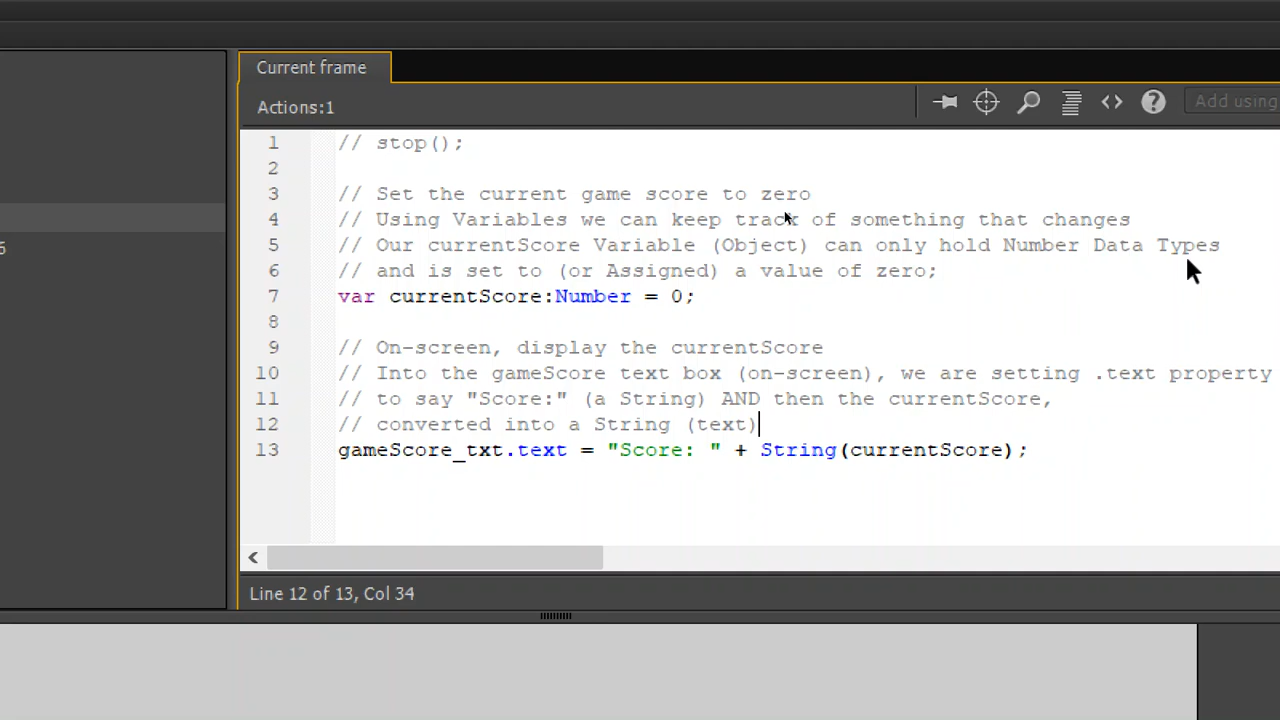 Current frame
Actions:1
Add using
1 // stop();
2
3 // Set the current game score to zero
4 // Using Variables we can keep track of something that changes
5 // Our currentScore Variable (Object) can only hold Number Data Types
6 // and is set to (or Assigned) a value of zero;
7 var currentScore:Number = 0;
8
9 // On-screen, display the currentScore
10 // Into the gameScore text box (on-screen), we are setting .text property
11 // to say "Score:" (a String) AND then the currentScore,
12 // converted into a String (text)
13 gameScore_txt.text = "Score: " + String(currentScore);
Line 12 of 13, Col 34